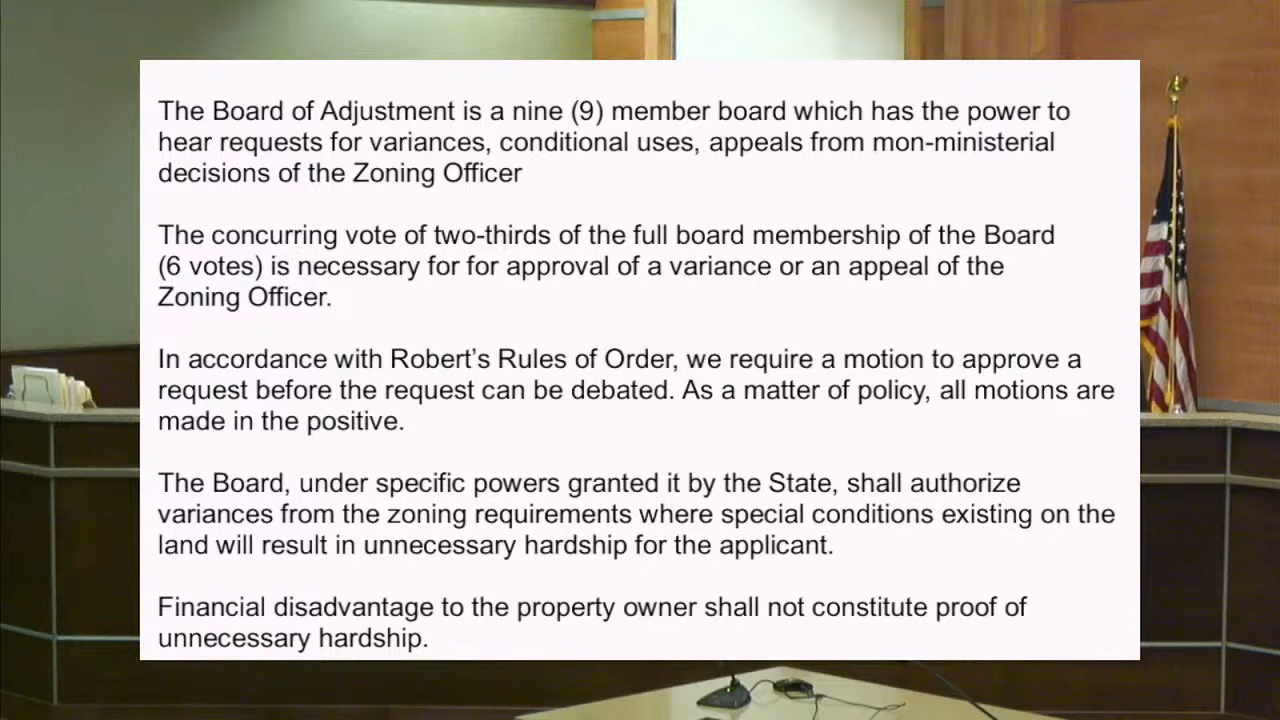 The Board of Adjustment is a nine (9) member board which has the power to
hear requests for variances, conditional uses, appeals from mon-ministerial
decisions of the Zoning Officer
The concurring vote of two-thirds of the full board membership of the Board
(6 votes) is necessary for for approval of a variance or an appeal of the
Zoning Officer.
In accordance with Robert’s Rules of Order, we require a motion to approve a
request before the request can be debated. As a matter of policy, all motions are
made in the positive.
The Board, under specific powers granted it by the State, shall authorize
variances from the zoning requirements where special conditions existing on the
land will result in unnecessary hardship for the applicant.
Financial disadvantage to the property owner shall not constitute proof of
unnecessary hardship.